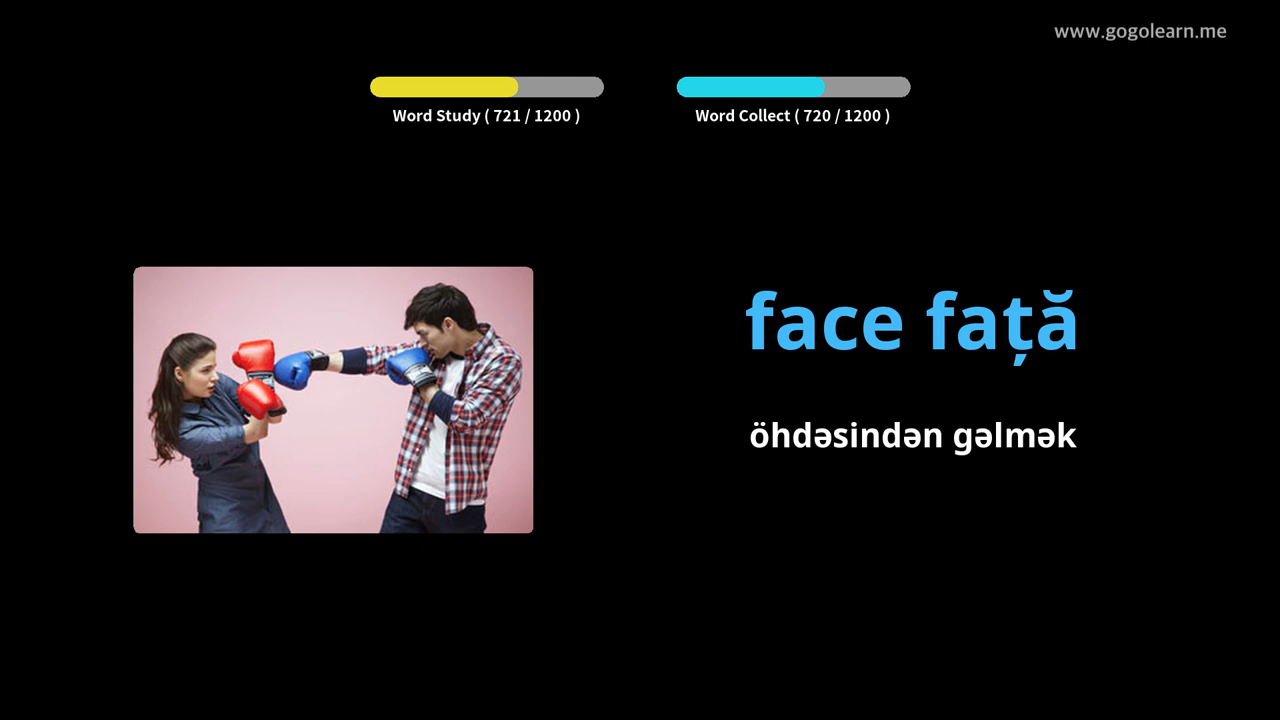 www.gogolearn.me
Word Study ( 721 / 1200 )
Word Collect ( 720 / 1200 )
face față
öhdəsindən gəlmək